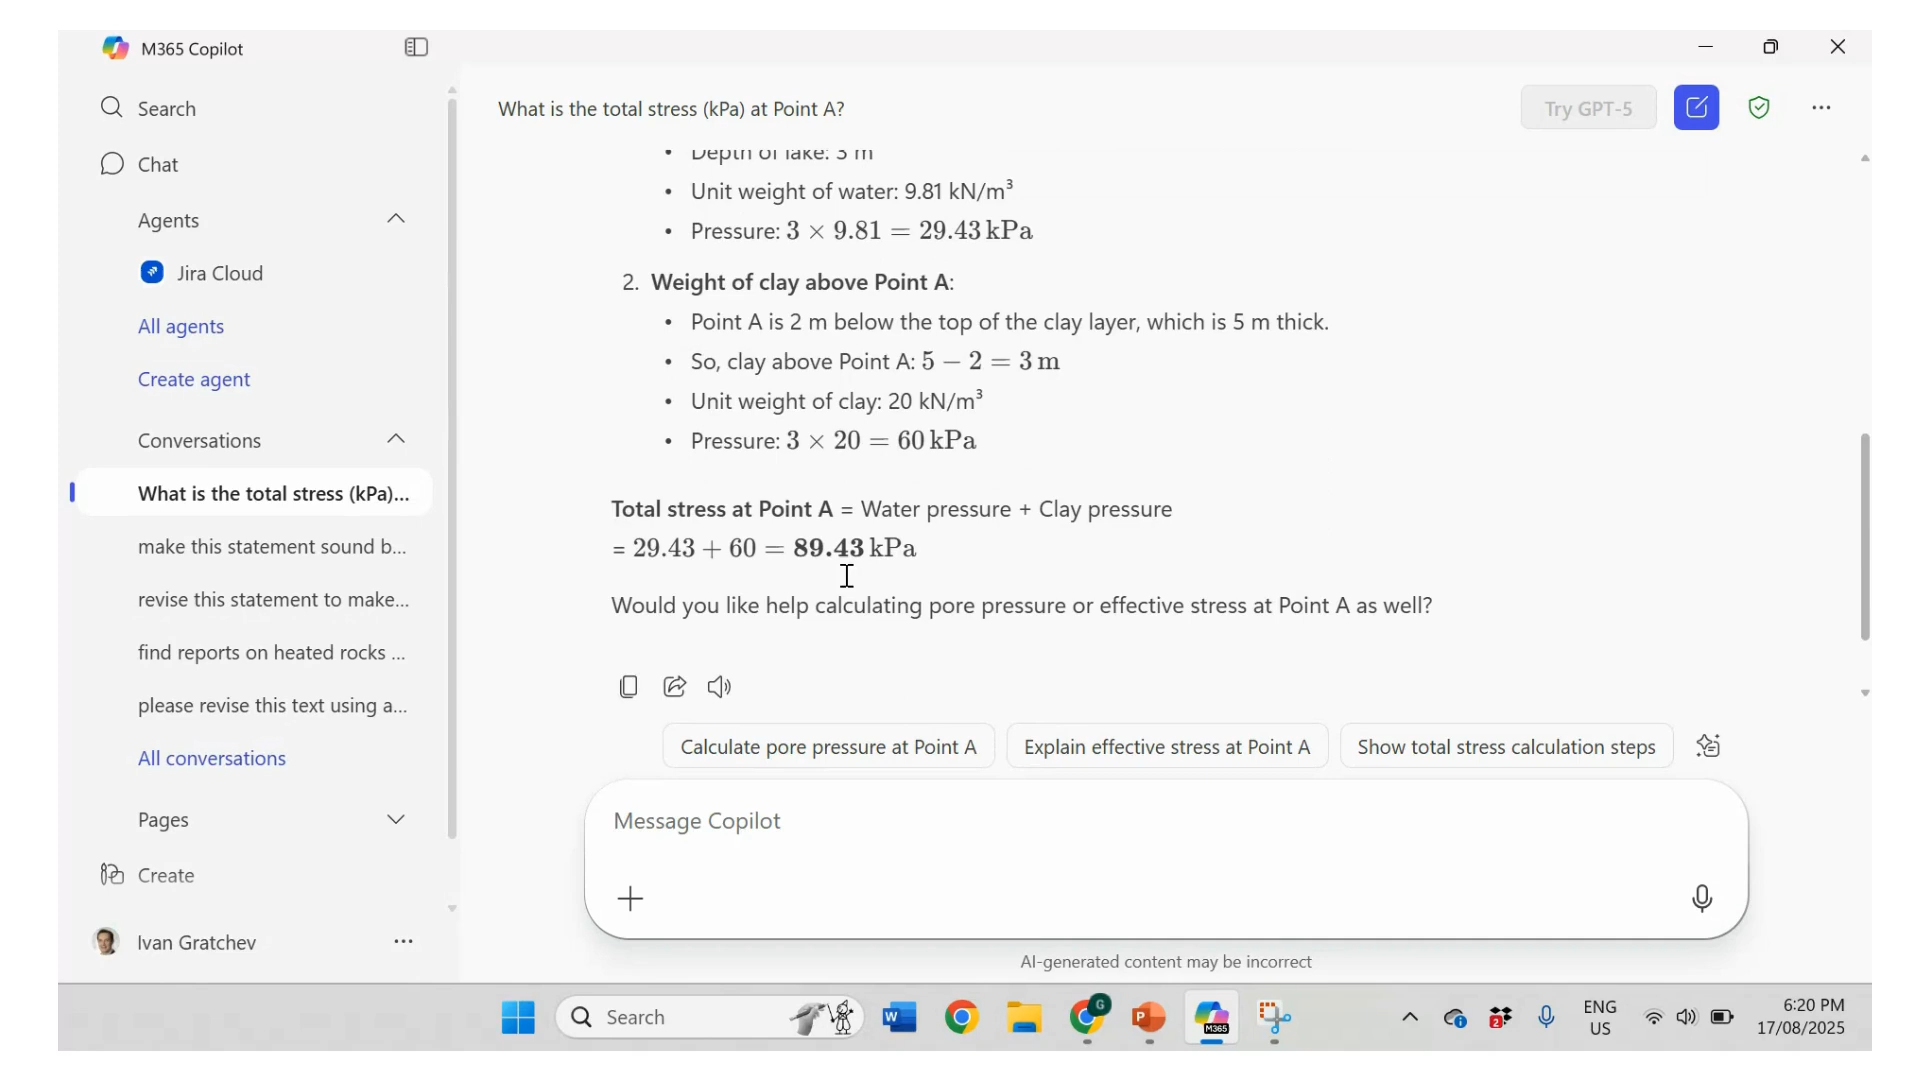 M365 Copilot
Search
Chat
Agents
Jira Cloud
All agents
Create agent
Conversations
What is the total stress (kPa)...
make this statement sound b...
revise this statement to make...
find reports on heated rocks ...
please revise this text using a...
All conversations
Pages
Create
Ivan Gratchev
What is the total stress (kPa) at Point A?
Try GPT-5
• Depth of lake: 3 m
• Unit weight of water: 9.81 kN/m³
• Pressure: 3 × 9.81 = 29.43 kPa
2. Weight of clay above Point A:
• Point A is 2 m below the top of the clay layer, which is 5 m thick.
• So, clay above Point A: 5 − 2 = 3 m
• Unit weight of clay: 20 kN/m³
• Pressure: 3 × 20 = 60 kPa
Total stress at Point A = Water pressure + Clay pressure
= 29.43 + 60 = 89.43 kPa
Would you like help calculating pore pressure or effective stress at Point A as well?
Calculate pore pressure at Point A
Explain effective stress at Point A
Show total stress calculation steps
Message Copilot
AI-generated content may be incorrect
Search
W
G
P
M365
2
ENG
US
6:20 PM
17/08/2025